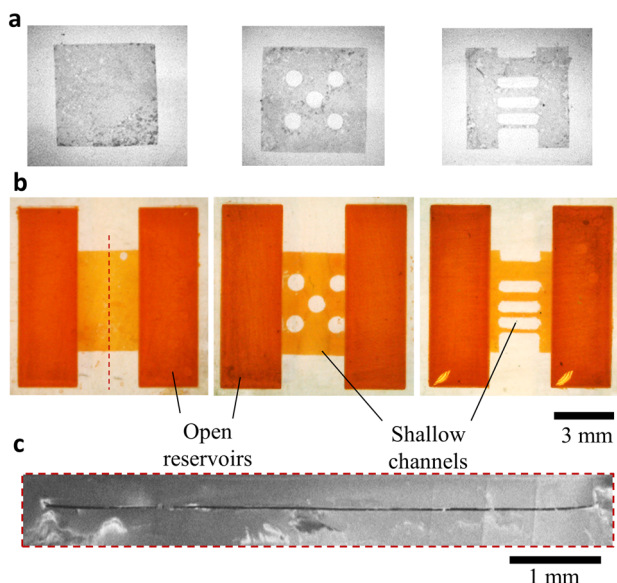 a
b
Open
reservoirs
Shallow
channels
3 mm
c
1 mm